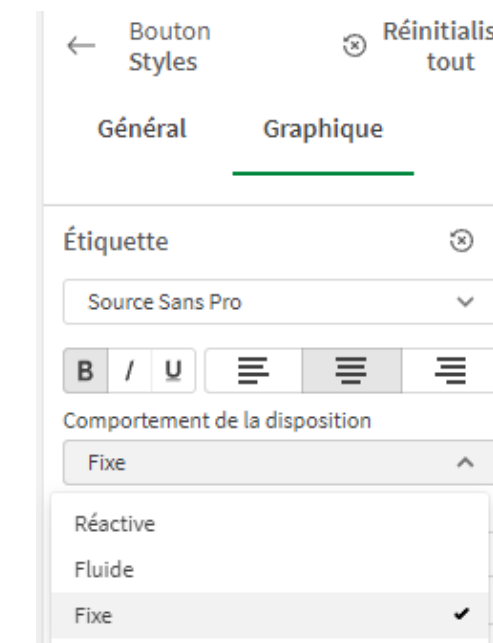 Bouton
Styles
Réinitialis
tout
Général Graphique
Étiquette
Source Sans Pro
B I U
Comportement de la disposition
Fixe
Réactive
Fluide
Fixe